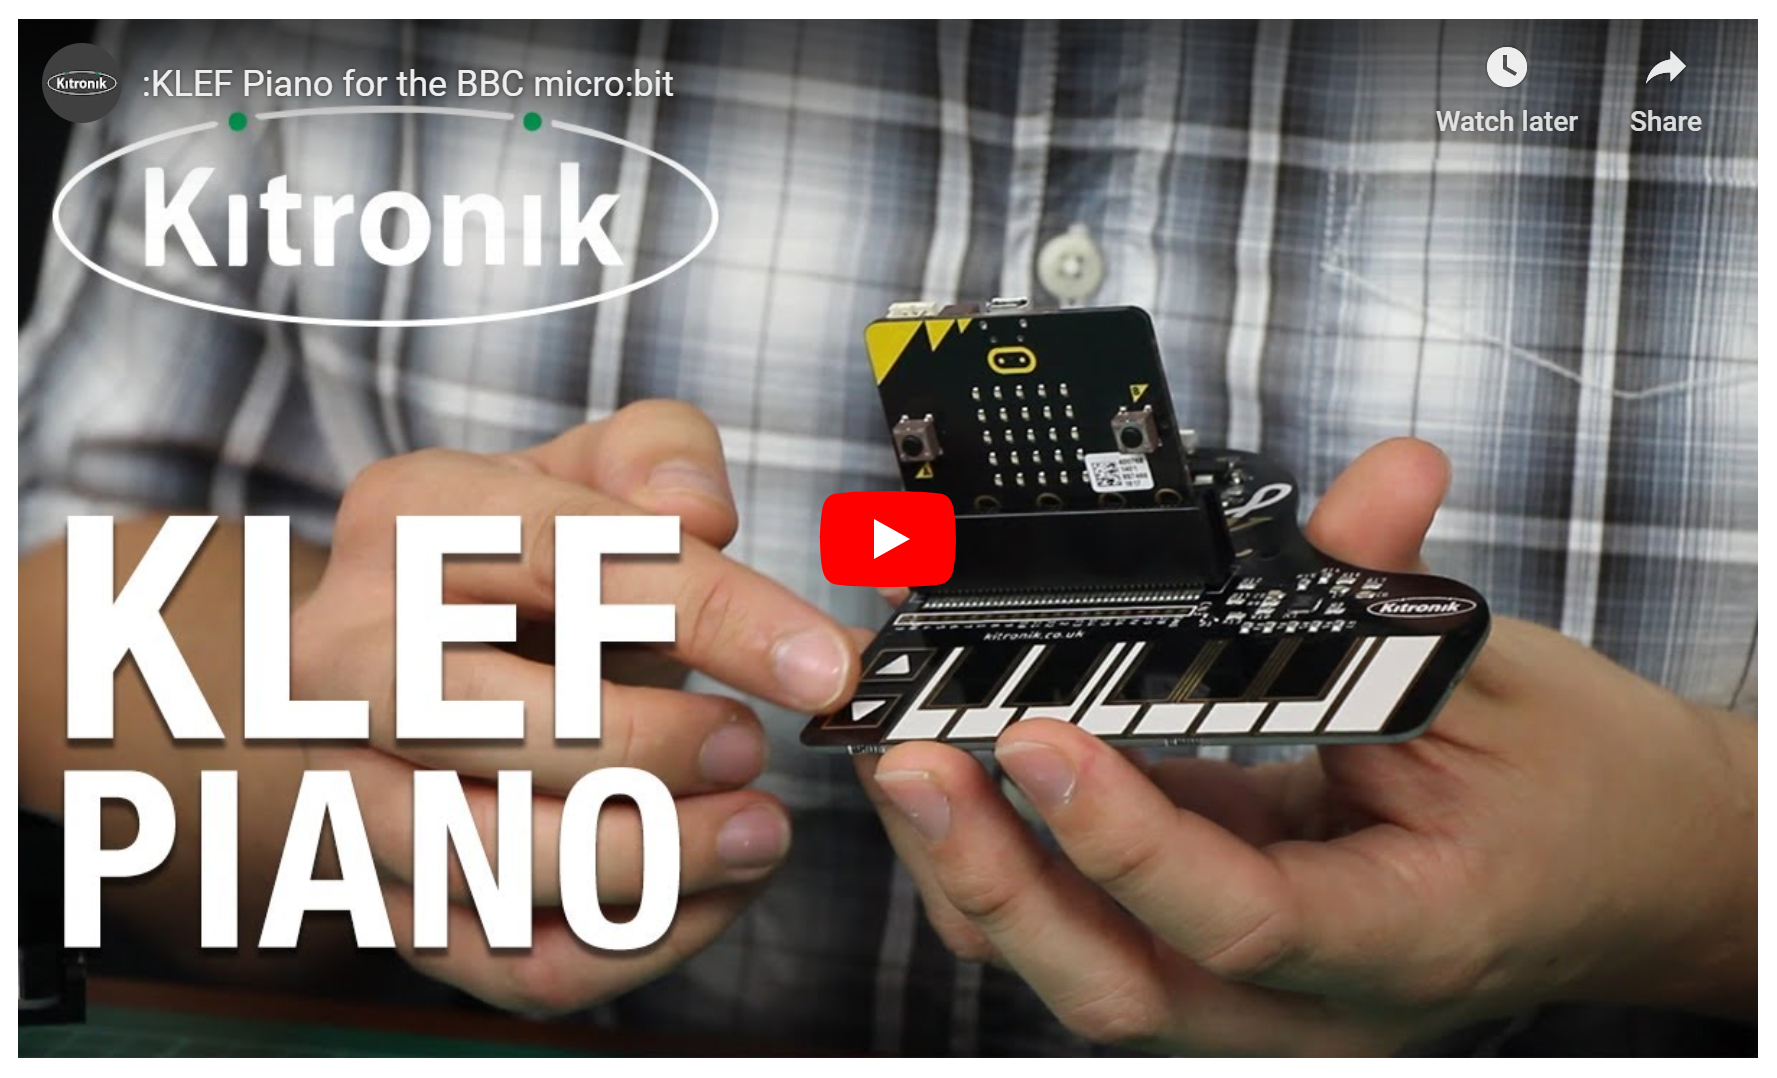 Kitronik
:KLEF Piano for the BBC micro:bit
Watch later
Share
Kitronik
KLEF
PIANO
Kitronik
kitronik.co.uk